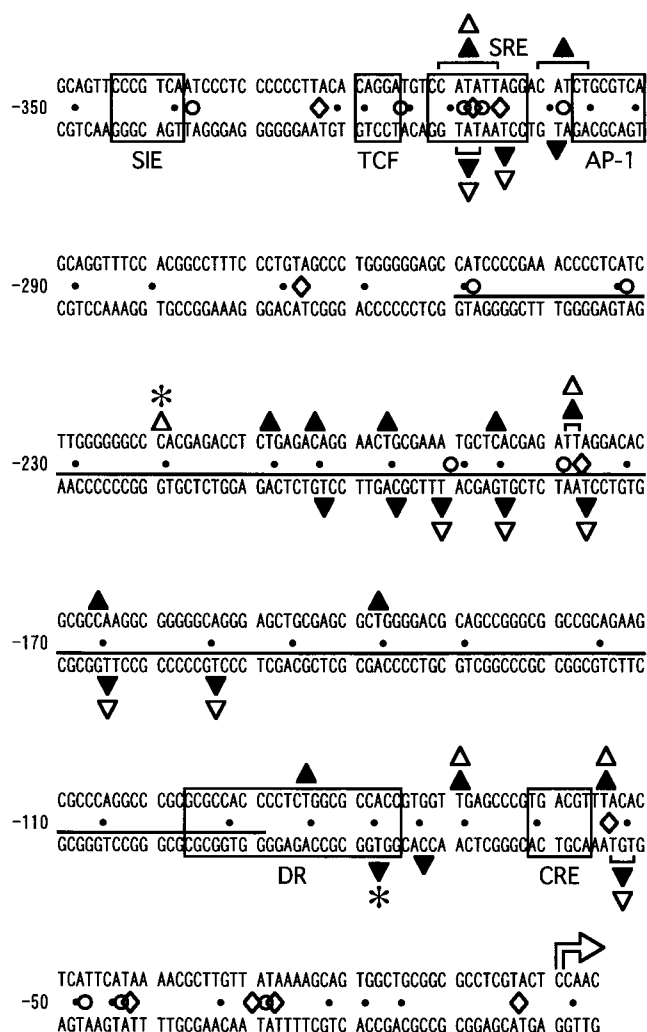 SRE
GCAGTTCCCG TCAATCCCTC CCCCCTTACA CAGGATGTCC ATATTAGGAC ATCTGCGTCA
-350
CGTCAAGGGC AGTTAGGGAG GGGGGAATGT GTCCTACAGG TATAATCCTG TAGACGCAGT
SIE TCF AP-1
GCAGGTTTCC ACGGCCTTTC CCTGTAGCCC TGGGGGGAGC CATCCCCGAA ACCCCTCATC
-290
CGTCCAAAGG TGCCGGAAAG GGACATCGGG ACCCCCCTCG GTAGGGGCTT TGGGGAGTAG
*
TTGGGGGGCC CACGAGACCT CTGAGACAGG AACTGCGAAA TGCTCACGAG ATTAGGACAC
-230
AACCCCCCGG GTGCTCTGGA GACTCTGTCC TTGACGCTTT ACGAGTGCTC TAATCCTGTG
GCGCCAAGGC GGGGGCAGGG AGCTGCGAGC GCTGGGGACG CAGCCGGGCG GCCGCAGAAG
-170
CGCGGTTCCG CCCCCGTCCC TCGACGCTCG CGACCCCTGC GTCGGCCCGC CGGCGTCTTC
CGCCCAGGCC CGCGCGCCAC CCCTCTGGCG CCACCGTGGT TGAGCCCGTG ACGTTTACAC
-110
GCGGGTCCGG GCGCGCGGTG GGGAGACCGC GGTGGCACCA ACTCGGGCAC TGCAAATGTG
DR * CRE
TCATTCATAA AACGCTTGTT ATAAAAGCAG TGGCTGCGGC GCCTCGTACT CCAAC
-50
AGTAAGTATT TTGCGAACAA TATTTTCGTC ACCGACGCCG CGGAGCATGA GGTTG